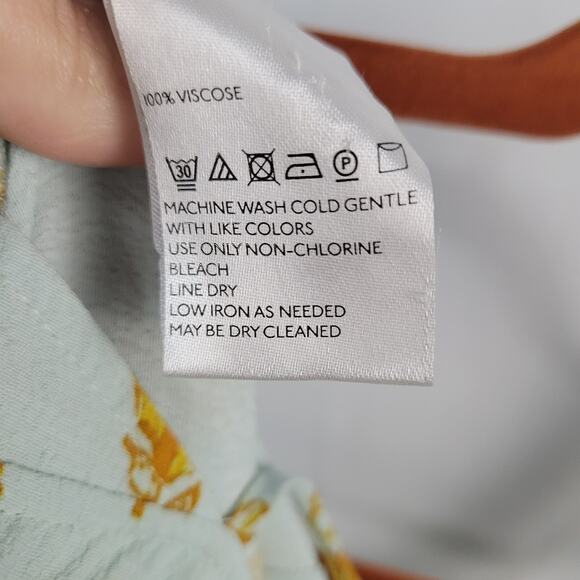 100% VISCOSE
30 P
MACHINE WASH COLD GENTLE
WITH LIKE COLORS
USE ONLY NON-CHLORINE
BLEACH
LINE DRY
LOW IRON AS NEEDED
MAY BE DRY CLEANED